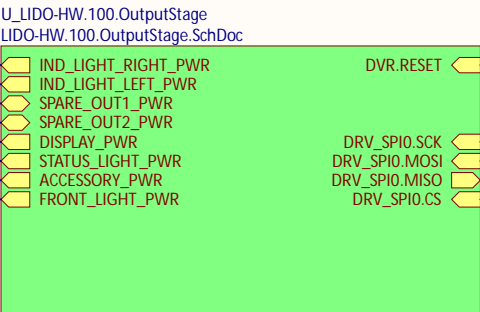 U_LIDO-HW.100.OutputStage
LIDO-HW.100.OutputStage.SchDoc
IND_LIGHT_RIGHT_PWR DVR.RESET
IND_LIGHT_LEFT_PWR
SPARE_OUT1_PWR
SPARE_OUT2_PWR
DISPLAY_PWR DRV_SPI0.SCK
STATUS_LIGHT_PWR DRV_SPI0.MOSI
ACCESSORY_PWR DRV_SPI0.MISO
FRONT_LIGHT_PWR DRV_SPI0.CS